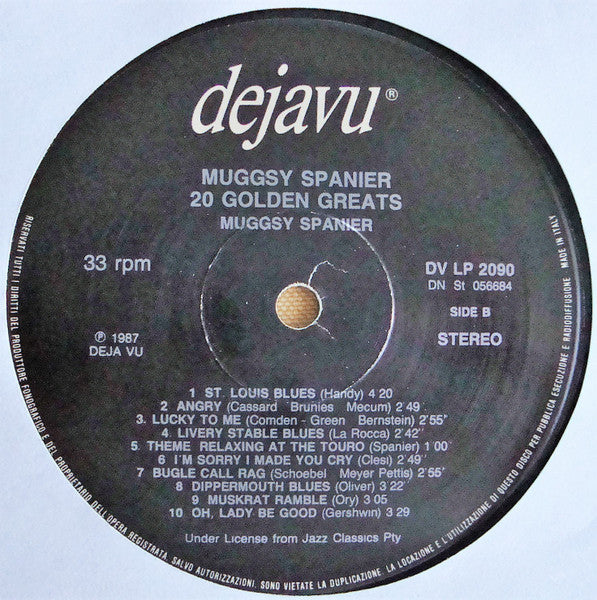 dejavu®
MUGGSY SPANIER
20 GOLDEN GREATS
MUGGSY SPANIER
33 rpm
DV LP 2090
DN St 056684
SIDE B
STEREO
℗ 1987
DEJA VU
1 ST. LOUIS BLUES (Handy) 4 20
2 ANGRY (Cassard Brunies Mecum) 2'49"
3. LUCKY TO ME (Comden - Green Bernstein) 2'55"
4. LIVERY STABLE BLUES (La Rocca) 2'42"
5. THEME RELAXING AT THE TOURO (Spanier) 1'00"
6 I'M SORRY I MADE YOU CRY (Clesi) 2'49"
7 BUGLE CALL RAG (Schoebel Meyer Pettis) 2'55"
8 DIPPERMOUTH BLUES (Oliver) 3'22"
9 MUSKRAT RAMBLE (Ory) 3 05
10 OH, LADY BE GOOD (Gershwin) 3 29
Under License from Jazz Classics Pty
RISERVATI TUTTI I DIRITTI DEL PRODUTTORE FONOGRAFICO E DEL PROPRIETARIO DELL'OPERA REGISTRATA. SALVO AUTORIZZAZIONI, SONO VIETATE LA DUPLICAZIONE, LA LOCAZIONE E L'UTILIZZAZIONE DI QUESTO DISCO PER PUBBLICA ESECUZIONE E RADIODIFFUSIONE MADE IN ITALY